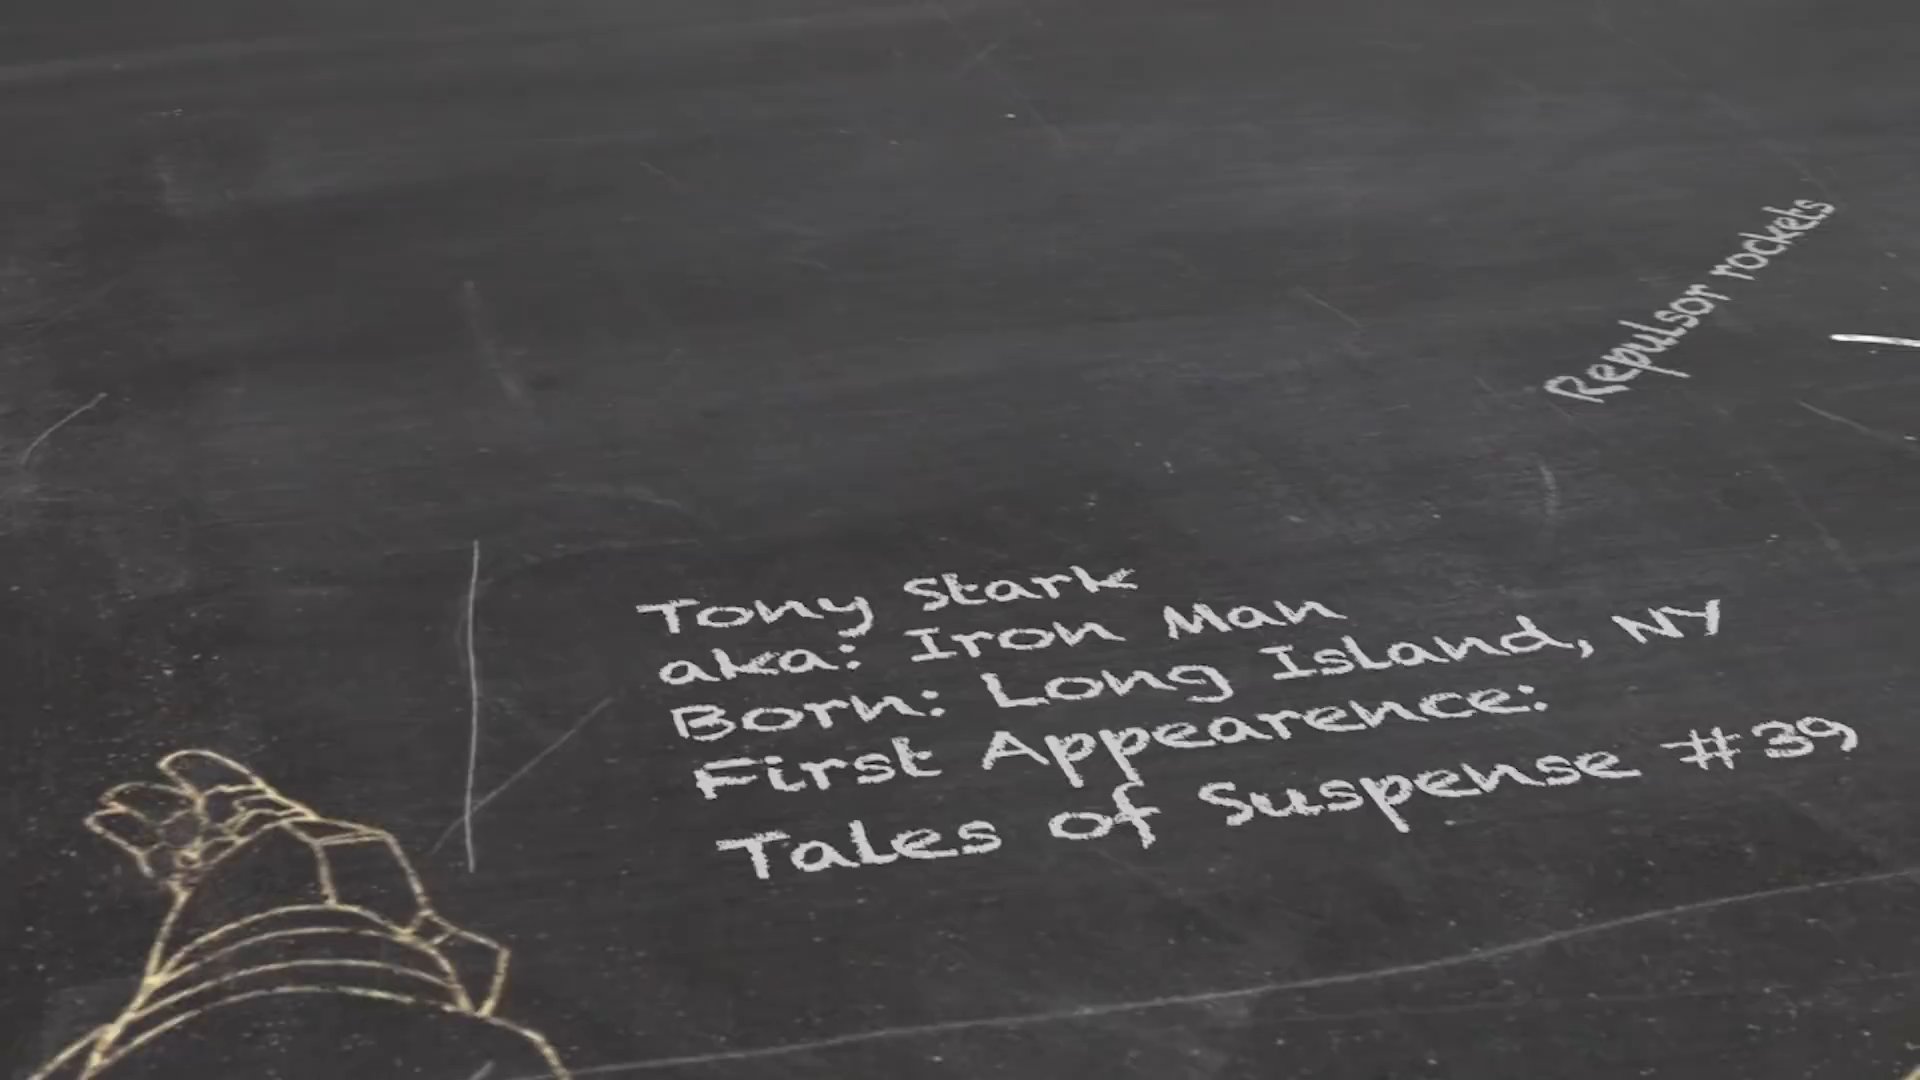 Repulsor rockets
Tony Stark
aka: Iron Man
Born: Long Island, NY
First Appearence:
Tales of Suspense #39